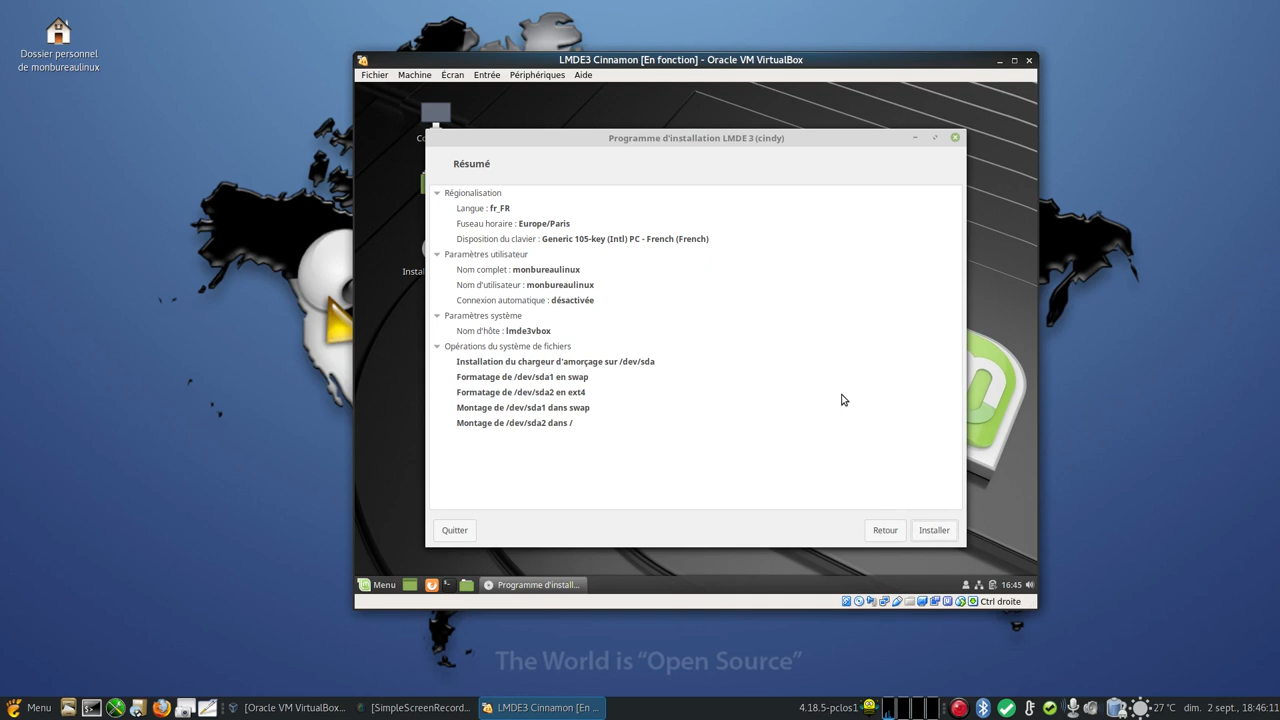 Dossier personnel
de monbureaulinux
LMDE3 Cinnamon [En fonction] - Oracle VM VirtualBox
Fichier Machine Écran Entrée Périphériques Aide
Programme d'installation LMDE 3 (cindy)
Résumé
Régionalisation
Langue : fr_FR
Fuseau horaire : Europe/Paris
Disposition du clavier : Generic 105-key (Intl) PC - French (French)
Paramètres utilisateur
Nom complet : monbureaulinux
Nom d'utilisateur : monbureaulinux
Connexion automatique : désactivée
Paramètres système
Nom d'hôte : lmde3vbox
Opérations du système de fichiers
Installation du chargeur d'amorçage sur /dev/sda
Formatage de /dev/sda1 en swap
Formatage de /dev/sda2 en ext4
Montage de /dev/sda1 dans swap
Montage de /dev/sda2 dans /
Quitter Retour Installer
Menu Programme d'install... 16:45
Ctrl droite
The World is “Open Source”
Menu [Oracle VM VirtualBox... [SimpleScreenRecord... LMDE3 Cinnamon [En ... 4.18.5-pclos1 27 °C dim. 2 sept., 18:46:11